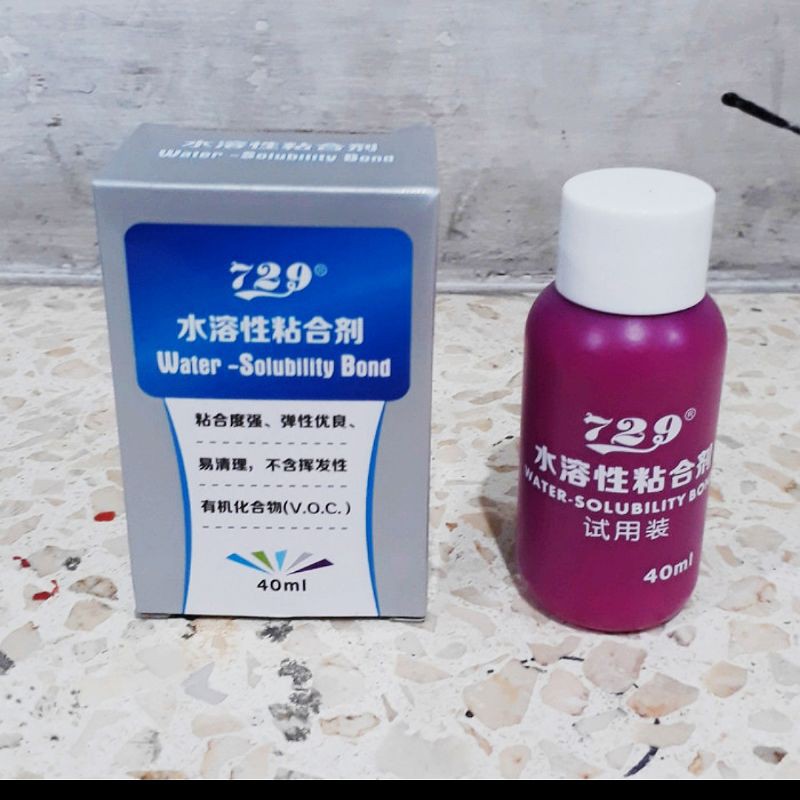 水溶性粘合剂
Water -Solubility Bond
729®
水溶性粘合剂
Water -Solubility Bond
粘合度强、弹性优良、
易清理，不含挥发性
有机化合物(V.O.C.)
40ml
729®
水溶性粘合剂
WATER-SOLUBILITY BOND
试用装
40ml